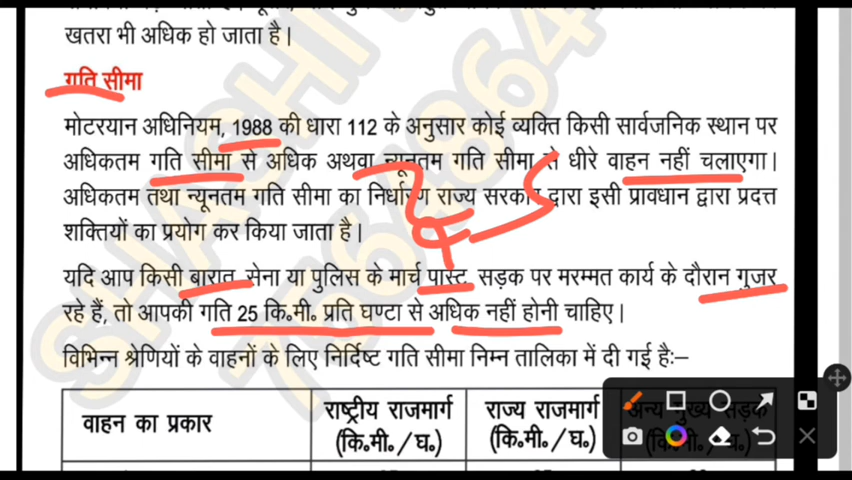 खतरा भी अधिक हो जाता है।
गति सीमा
मोटरयान अधिनियम, 1988 की धारा 112 के अनुसार कोई व्यक्ति किसी सार्वजनिक स्थान पर
अधिकतम गति सीमा से अधिक अथवा न्यूनतम गति सीमा से धीरे वाहन नहीं चलाएगा।
अधिकतम तथा न्यूनतम गति सीमा का निर्धारण राज्य सरकार द्वारा इसी प्रावधान द्वारा प्रदत्त
शक्तियों का प्रयोग कर किया जाता है।
यदि आप किसी बारात, सेना या पुलिस के मार्च पास्ट, सड़क पर मरम्मत कार्य के दौरान गुजर
रहे हैं, तो आपकी गति 25 कि॰मी॰ प्रति घण्टा से अधिक नहीं होनी चाहिए।
विभिन्न श्रेणियों के वाहनों के लिए निर्दिष्ट गति सीमा निम्न तालिका में दी गई है:–
वाहन का प्रकार
राष्ट्रीय राजमार्ग (कि॰मी॰/घ॰)
राज्य राजमार्ग (कि॰मी॰/घ॰)
अन्य मुख्य सड़क (कि॰मी॰/घ॰)